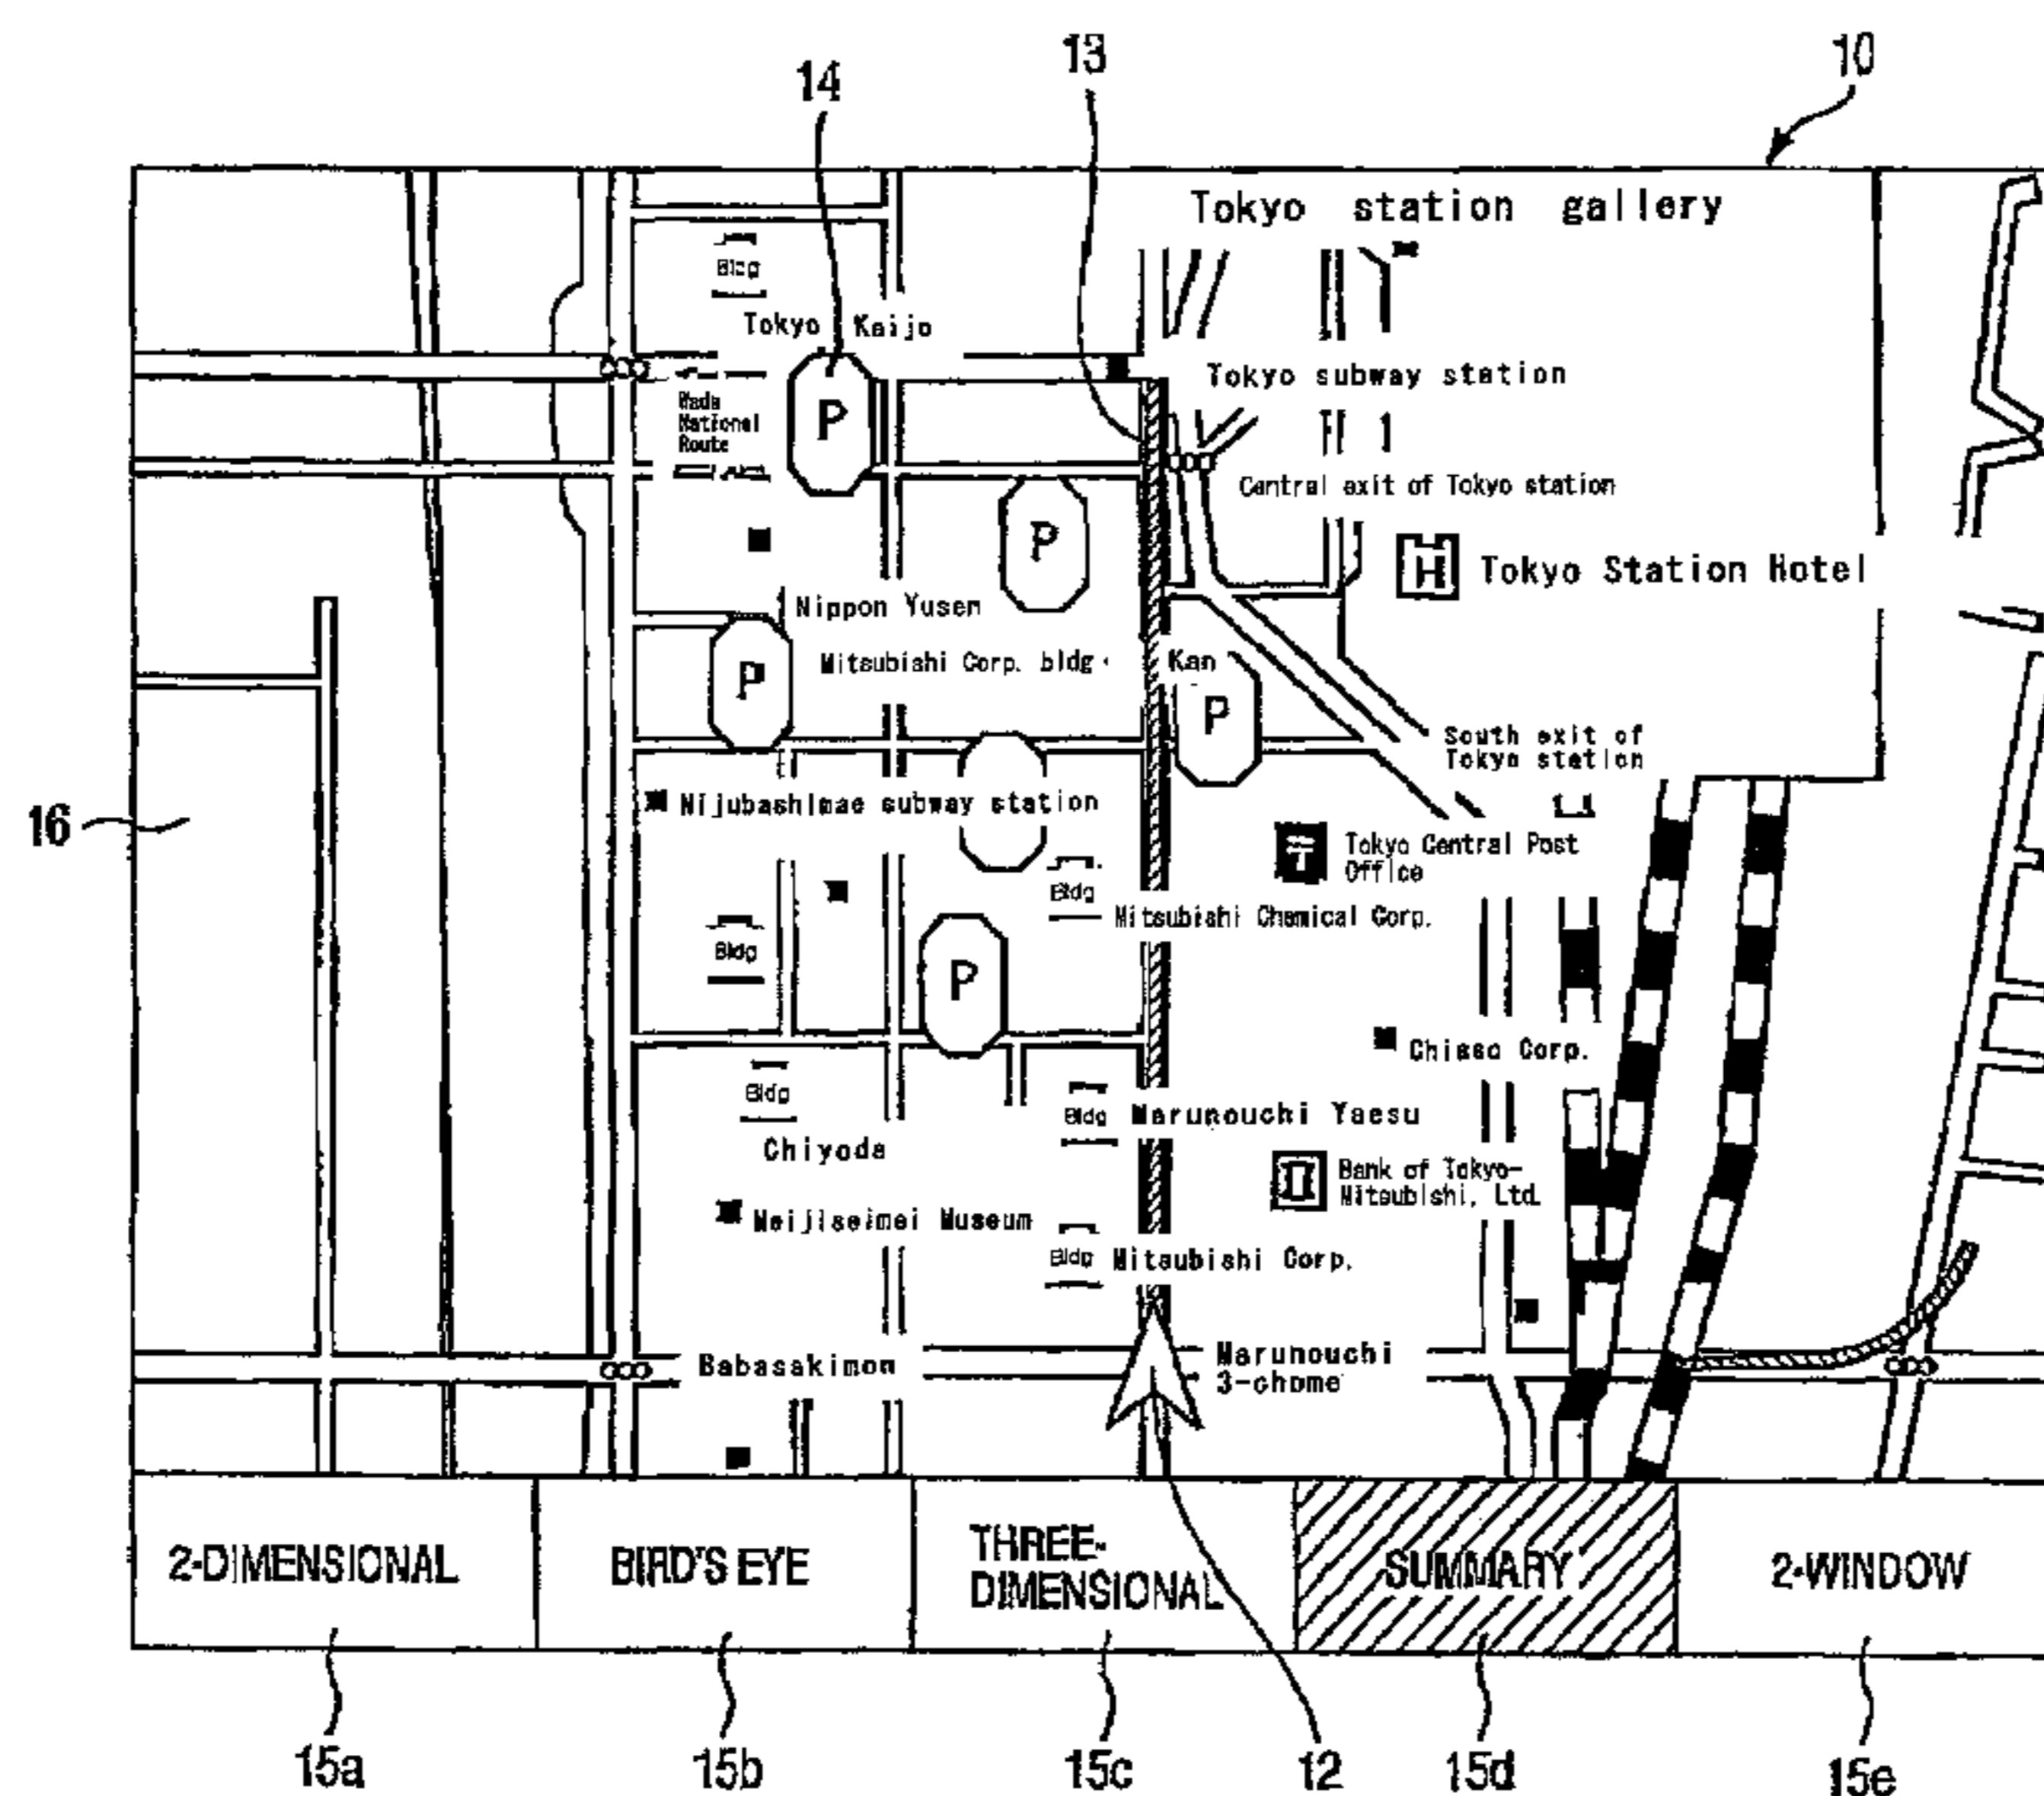 13
10
14
Tokyo station gallery
Bldg
Tokyo Kaijo
Tokyo subway station
Wada
National
Route
P
Central exit of Tokyo station
P
H Tokyo Station Hotel
Nippon Yusen
Mitsubishi Corp. bldg. Kan
P
P
South exit of
Tokyo station
16
Nijubashimae subway station
Tokyo Central Post
Office
Bldg
Mitsubishi Chemical Corp.
Bldg
P
Chisso Corp.
Bldg
Bldg Marunouchi Yaesu
Chiyoda
Bank of Tokyo-
Mitsubishi, Ltd.
Meijiseimei Museum
Bldg Mitsubishi Corp.
Babasakimon
Marunouchi
3-chome
2-DIMENSIONAL
BIRD'S EYE
THREE-
DIMENSIONAL
SUMMARY
2-WINDOW
15a
15b
15c
12
15d
15e